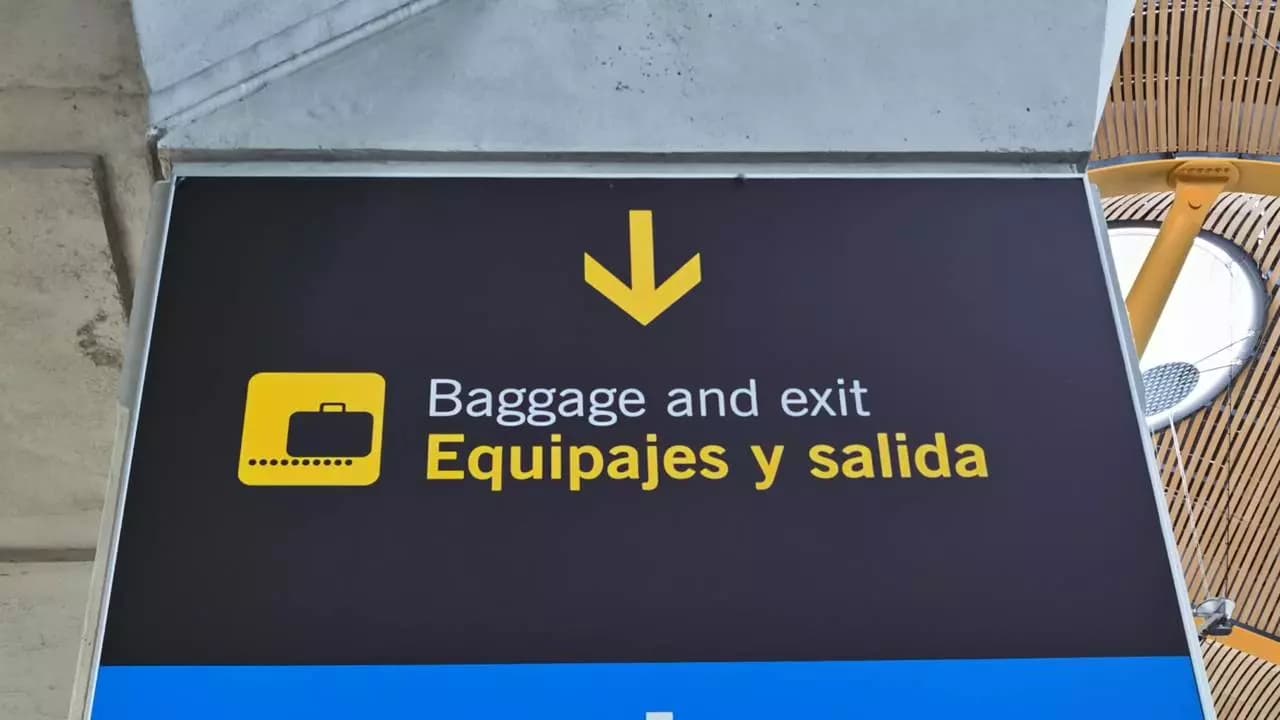 Baggage and exit
Equipajes y salida